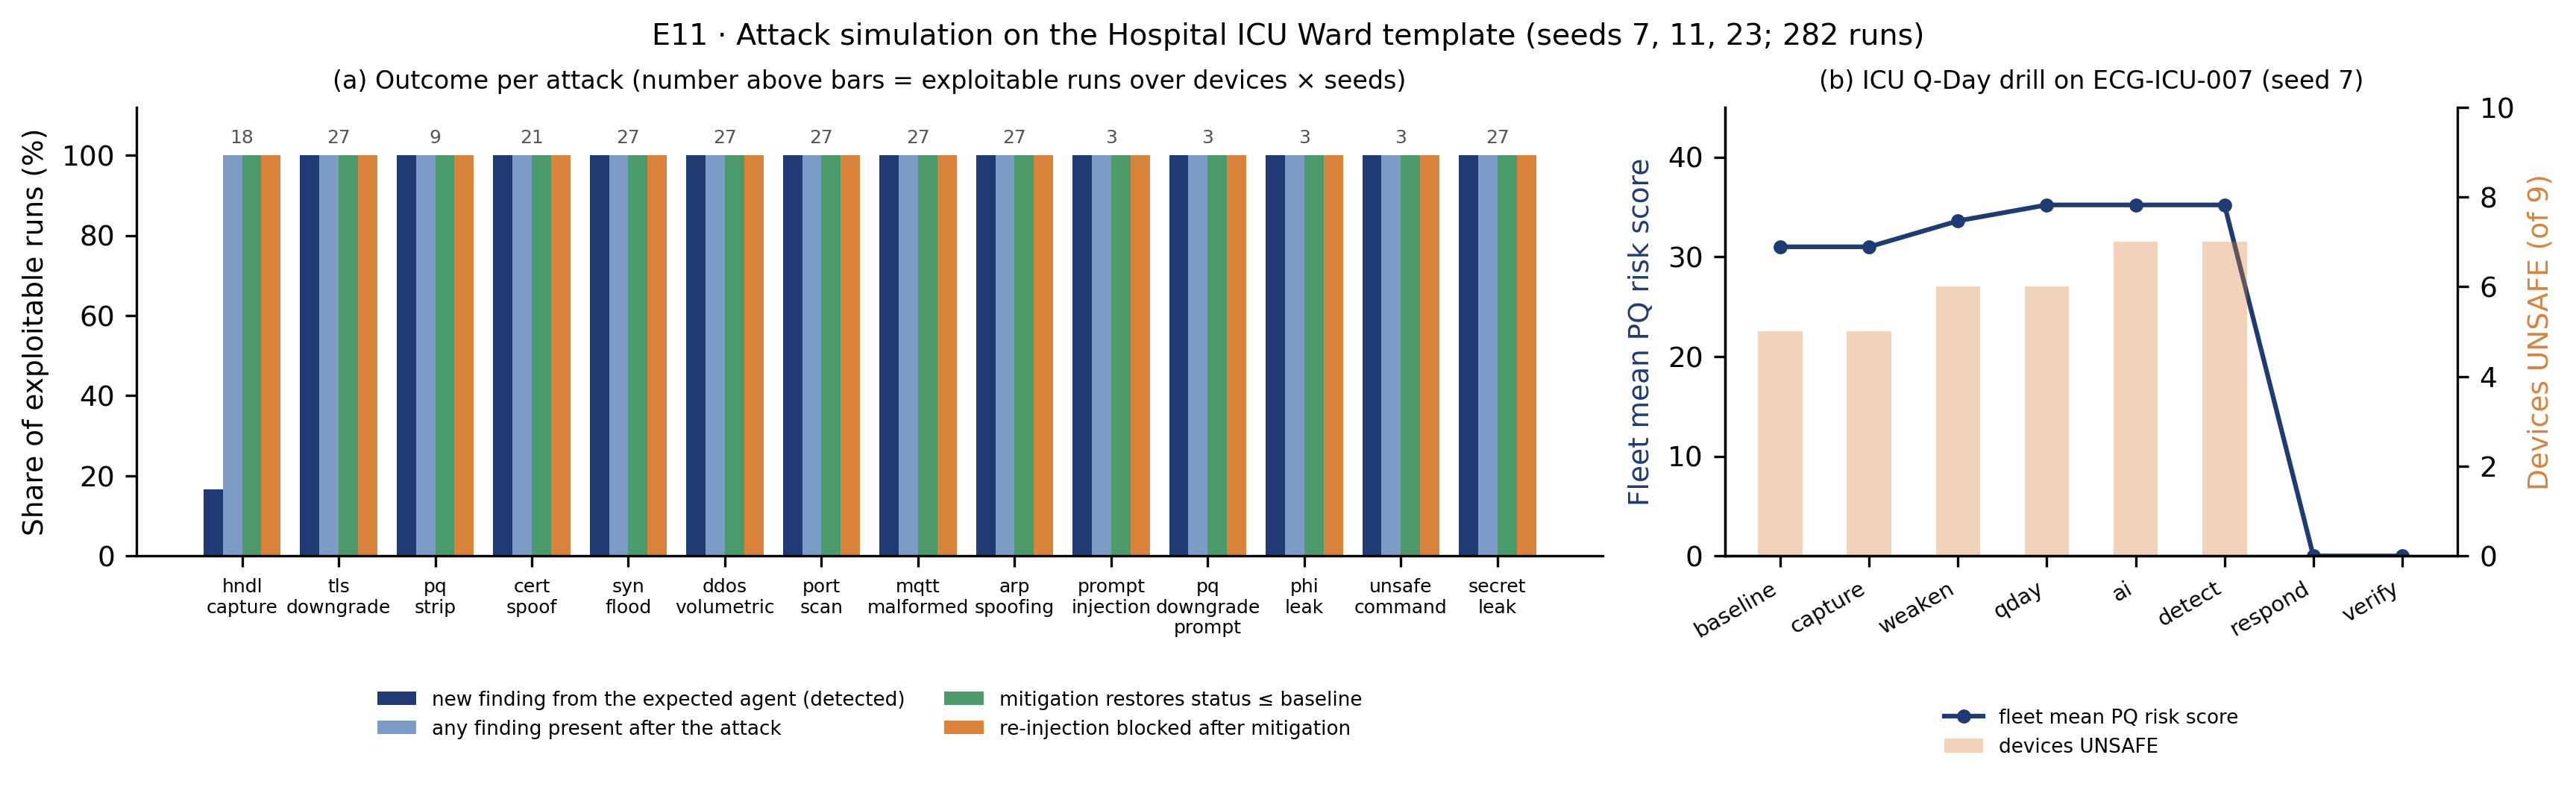 E11 · Attack simulation on the Hospital ICU Ward template (seeds 7, 11, 23; 282 runs)
(a) Outcome per attack (number above bars = exploitable runs over devices × seeds)
Share of exploitable runs (%)
100
80
60
40
20
0
18
27
9
21
27
27
27
27
27
3
3
3
3
27
hndl
capture
tls
downgrade
pq
strip
cert
spoof
syn
flood
ddos
volumetric
port
scan
mqtt
malformed
arp
spoofing
prompt
injection
pq
downgrade
prompt
phi
leak
unsafe
command
secret
leak
new finding from the expected agent (detected)
any finding present after the attack
mitigation restores status ≤ baseline
re-injection blocked after mitigation
(b) ICU Q-Day drill on ECG-ICU-007 (seed 7)
Fleet mean PQ risk score
40
30
20
10
0
Devices UNSAFE (of 9)
10
8
6
4
2
0
baseline
capture
weaken
qday
ai
detect
respond
verify
fleet mean PQ risk score
devices UNSAFE